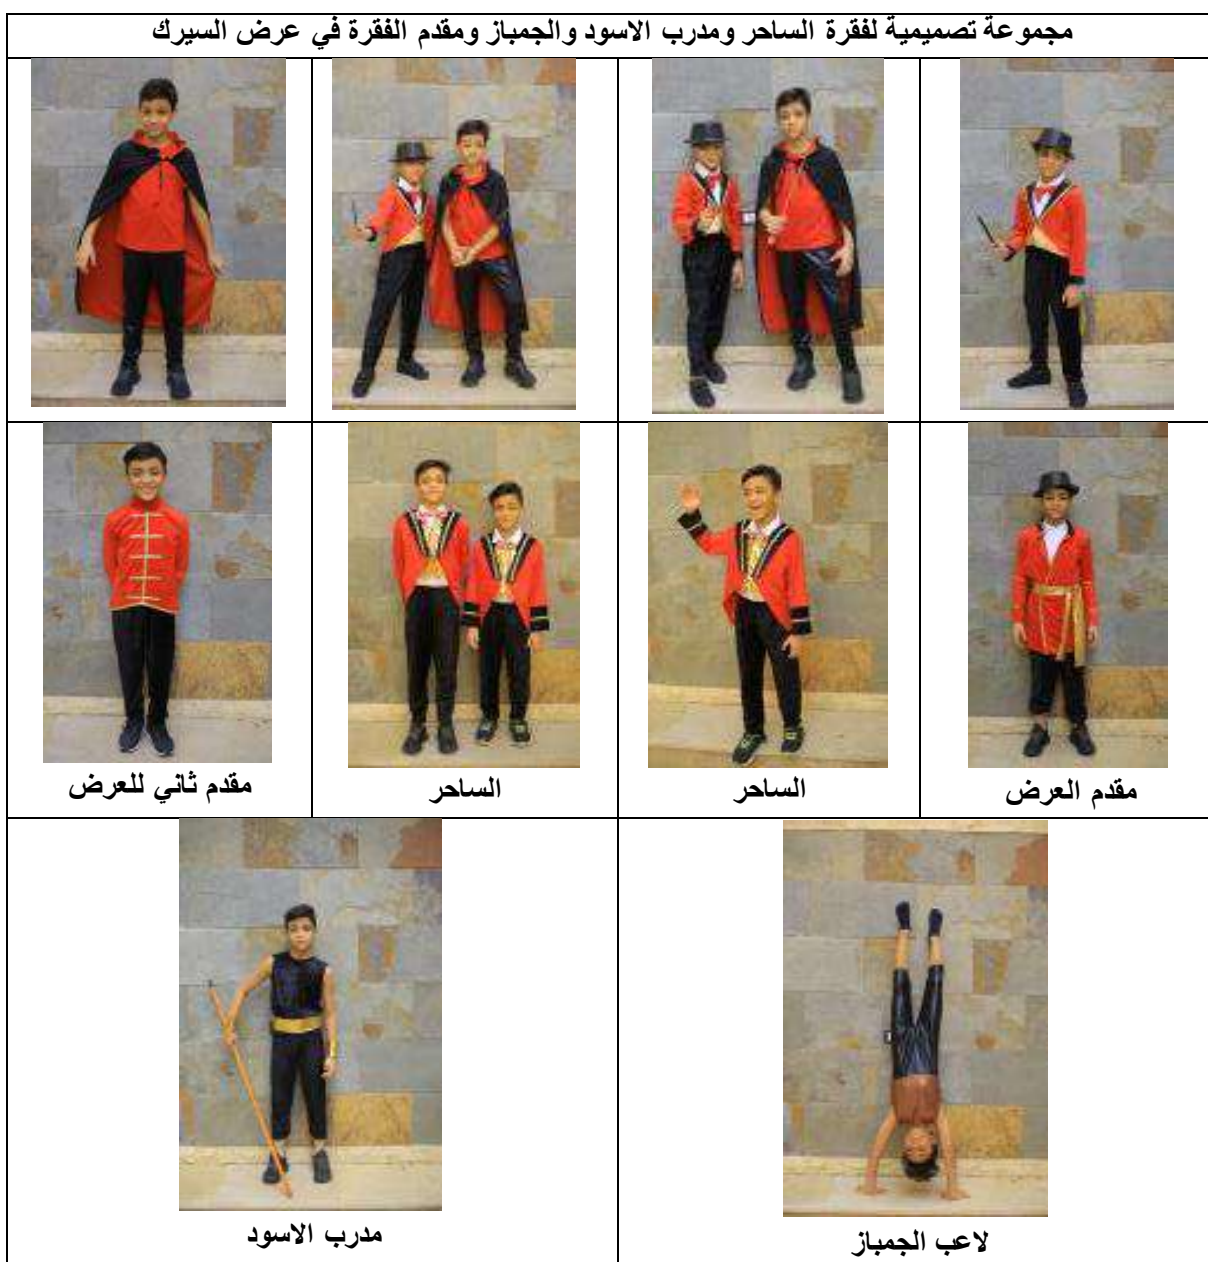 مجموعة تصميمية لفقرة الساحر ومدرب الاسود والجمباز ومقدم الفقرة في عرض السيرك
مقدم العرض
الساحر
الساحر
مقدم ثاني للعرض
لاعب الجمباز
مدرب الاسود